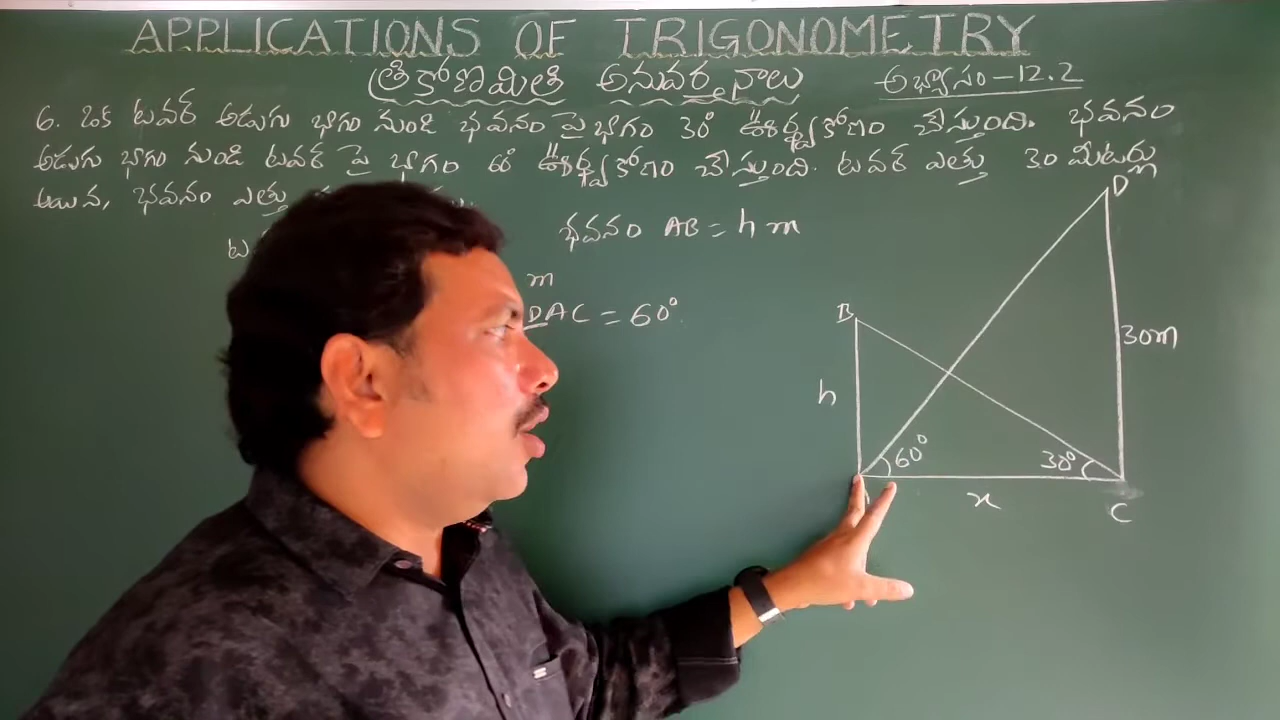 APPLICATIONS OF TRIGONOMETRY
త్రికోణమితి అనువర్తనాలు అభ్యాసం-12.2
6. ఒక టవర్ అడుగు భాగం నుండి భవనం పై భాగం 30° ఊర్ధ్వకోణం చేస్తుంది. భవనం
అడుగు భాగం నుండి టవర్ పై భాగం 60° ఊర్ధ్వకోణం చేస్తుంది. టవర్ ఎత్తు 30 మీటర్లు
అయిన, భవనం ఎత్తు
భవనం AB = h m
m
DAC = 60°
D
B
30m
h
60°
30°
x
C